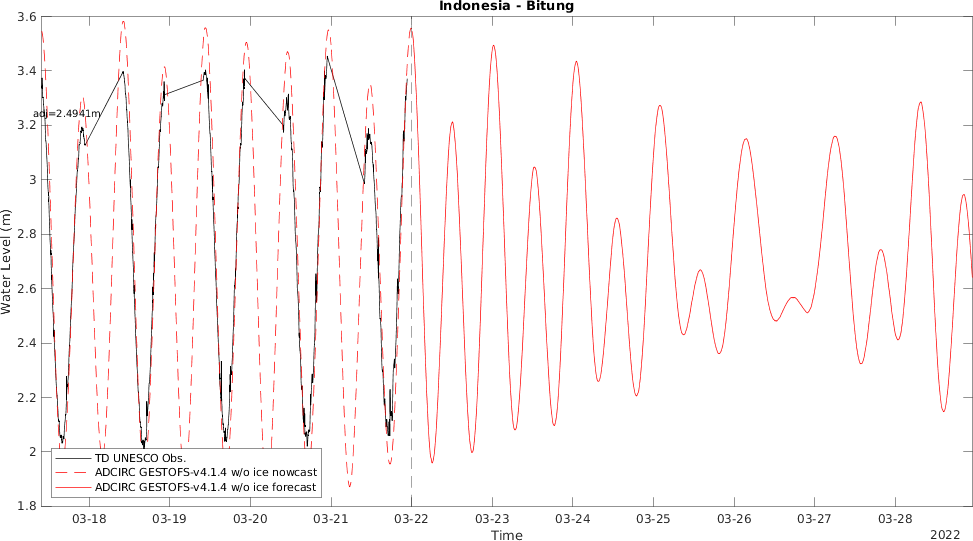 Indonesia - Bitung
3.6
3.4
3.2
3
2.8
2.6
2.4
2.2
2
1.8
Water Level (m)
adj=2.4941m
TD UNESCO Obs.
ADCIRC GESTOFS-v4.1.4 w/o ice nowcast
ADCIRC GESTOFS-v4.1.4 w/o ice forecast
03-18 03-19 03-20 03-21 03-22 03-23 03-24 03-25 03-26 03-27 03-28
Time
2022